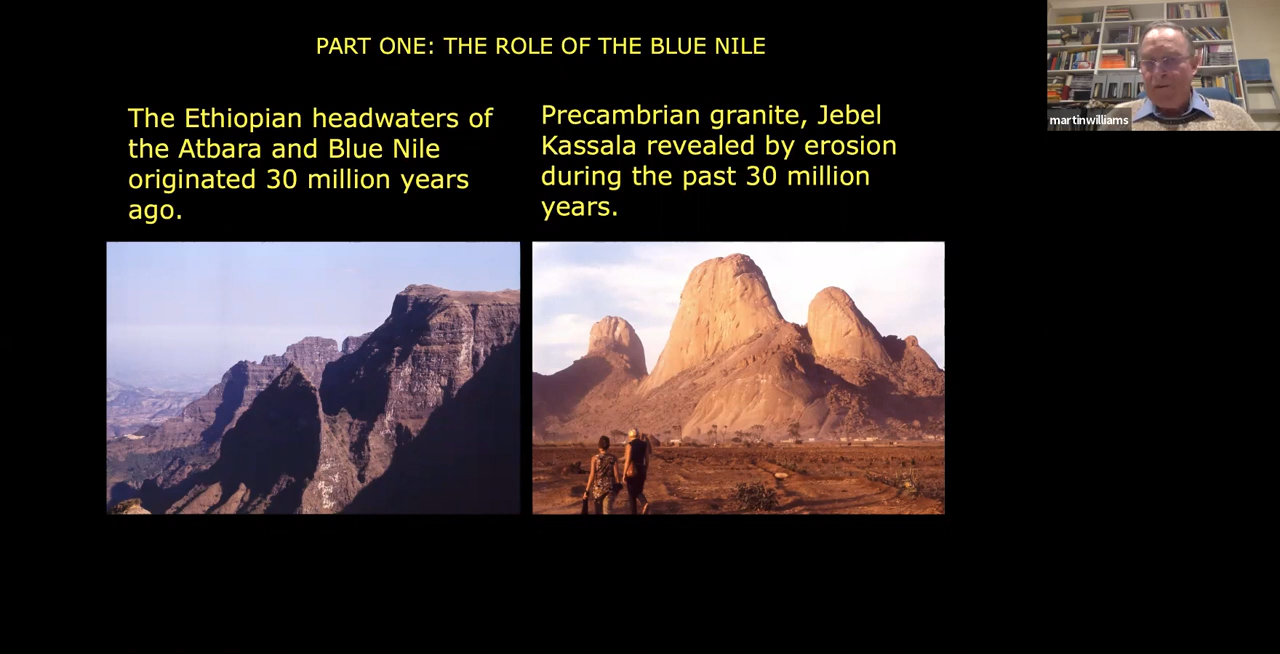 PART ONE: THE ROLE OF THE BLUE NILE
The Ethiopian headwaters of
the Atbara and Blue Nile
originated 30 million years
ago.
Precambrian granite, Jebel
Kassala revealed by erosion
during the past 30 million
years.
martinwilliams